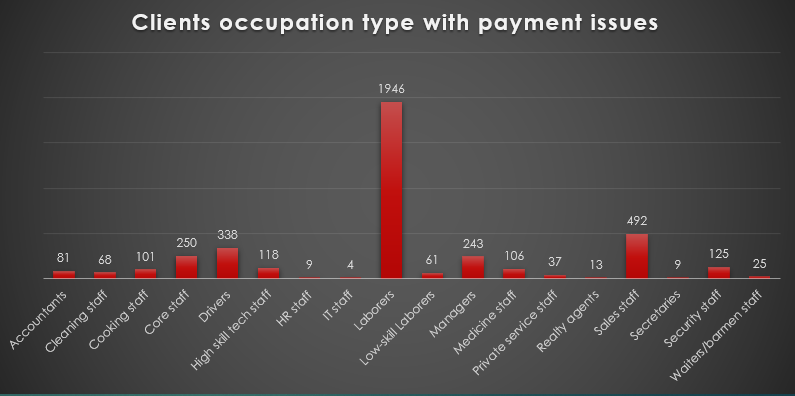 Clients occupation type with payment issues
81
68
101
250
338
118
9
4
1946
61
243
106
37
13
492
9
125
25
Accountants
Cleaning staff
Cooking staff
Core staff
Drivers
High skill tech staff
HR staff
IT staff
Laborers
Low-skill Laborers
Managers
Medicine staff
Private service staff
Realty agents
Sales staff
Secretaries
Security staff
Waiters/barmen staff